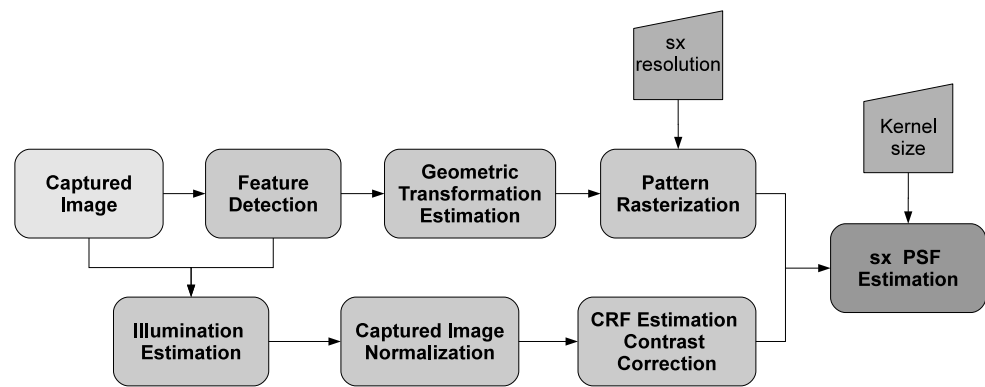 sx
resolution
Kernel
size
Captured
Image
Feature
Detection
Geometric
Transformation
Estimation
Pattern
Rasterization
sx PSF
Estimation
Illumination
Estimation
Captured Image
Normalization
CRF Estimation
Contrast
Correction